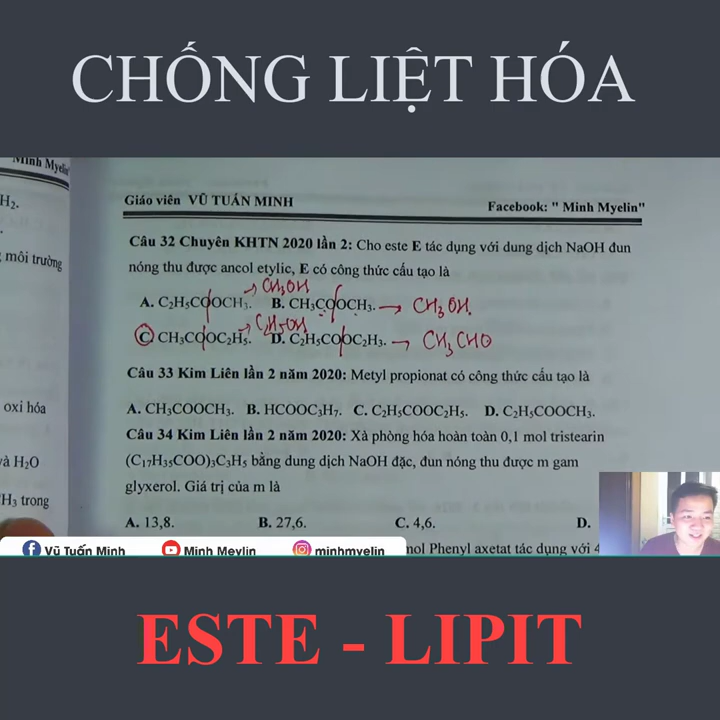 CHỐNG LIỆT HÓA
Minh Myelin"
H₂.
môi trường
oxi hóa
và H₂O
CH₃ trong
Giáo viên VŨ TUẤN MINH
Facebook: " Minh Myelin"
Câu 32 Chuyên KHTN 2020 lần 2: Cho este E tác dụng với dung dịch NaOH đun
nóng thu được ancol etylic, E có công thức cấu tạo là
→ CH₃OH
A. C₂H₅COOCH₃. B. CH₃COOCH₃. → CH₃OH
→ C₂H₅OH
C. CH₃COOC₂H₅. D. C₂H₅COOC₂H₃. → CH₃CHO
Câu 33 Kim Liên lần 2 năm 2020: Metyl propionat có công thức cấu tạo là
A. CH₃COOCH₃. B. HCOOC₃H₇. C. C₂H₅COOC₂H₅. D. C₂H₅COOCH₃.
Câu 34 Kim Liên lần 2 năm 2020: Xà phòng hóa hoàn toàn 0,1 mol tristearin
(C₁₇H₃₅COO)₃C₃H₅ bằng dung dịch NaOH đặc, đun nóng thu được m gam
glyxerol. Giá trị của m là
A. 13,8. B. 27,6. C. 4,6. D.
mol Phenyl axetat tác dụng với 4
Vũ Tuấn Minh Minh Myelin minhmyelin
ESTE - LIPIT